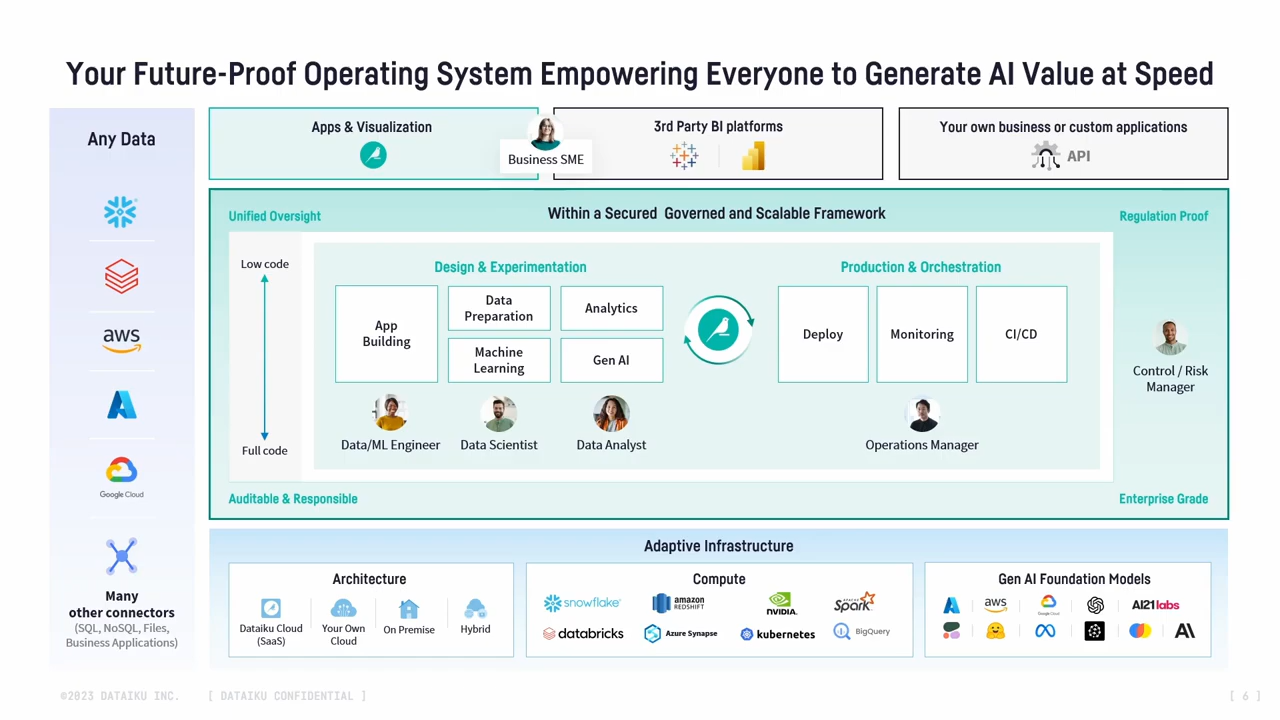 Your Future-Proof Operating System Empowering Everyone to Generate AI Value at Speed
Any Data
aws
Google Cloud
Many
other connectors
(SQL, NoSQL, Files,
Business Applications)
Apps & Visualization
Business SME
3rd Party BI platforms
Your own business or custom applications
API
Unified Oversight
Within a Secured Governed and Scalable Framework
Regulation Proof
Low code
Full code
Design & Experimentation
App
Building
Data
Preparation
Analytics
Machine
Learning
Gen AI
Data/ML Engineer
Data Scientist
Data Analyst
Production & Orchestration
Deploy
Monitoring
CI/CD
Operations Manager
Control / Risk
Manager
Auditable & Responsible
Enterprise Grade
Adaptive Infrastructure
Architecture
Dataiku Cloud
(SaaS)
Your Own
Cloud
On Premise
Hybrid
Compute
snowflake
amazon
REDSHIFT
NVIDIA.
Spark
databricks
Azure Synapse
kubernetes
BigQuery
Gen AI Foundation Models
aws
Google Cloud
AI21labs
©2023 DATAIKU INC.
[ DATAIKU CONFIDENTIAL ]
[ 6 ]